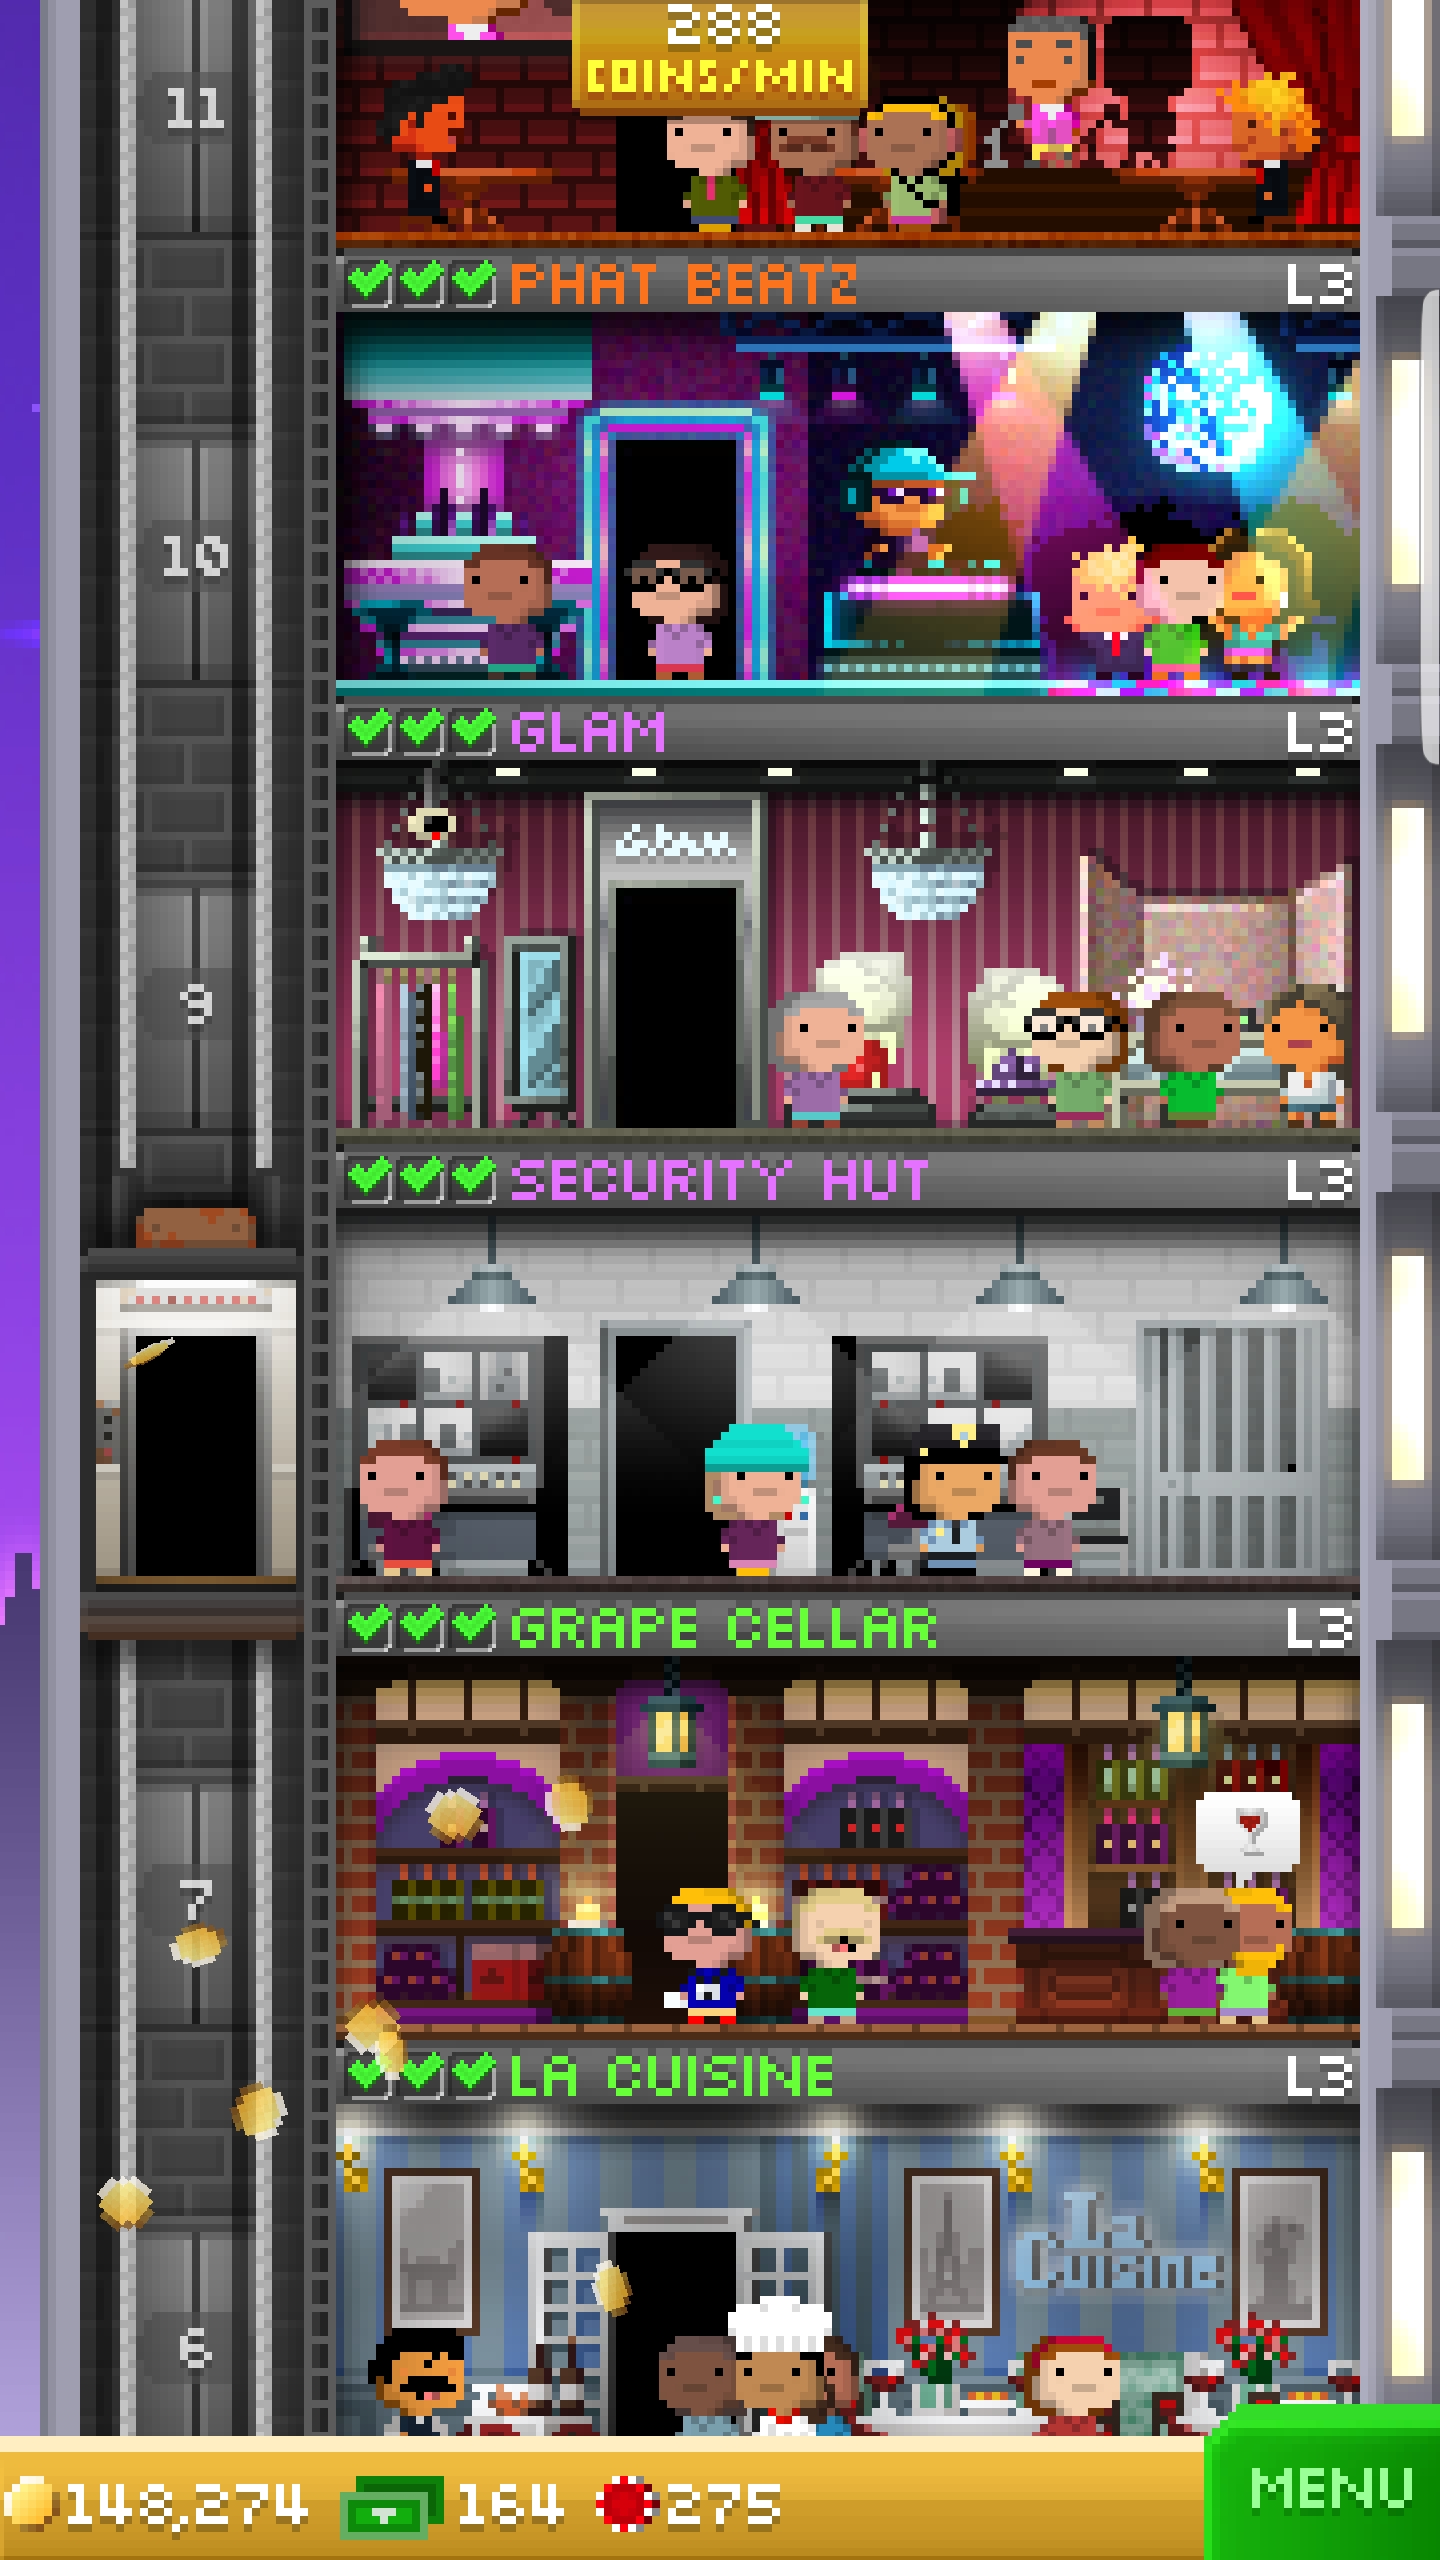 288
COINS/MIN
11
PHAT BEATZ L3
10
GLAM L3
Glam
9
SECURITY HUT L3
GRAPE CELLAR L3
7
LA CUISINE L3
La
Cuisine
6
148,274 164 275 MENU